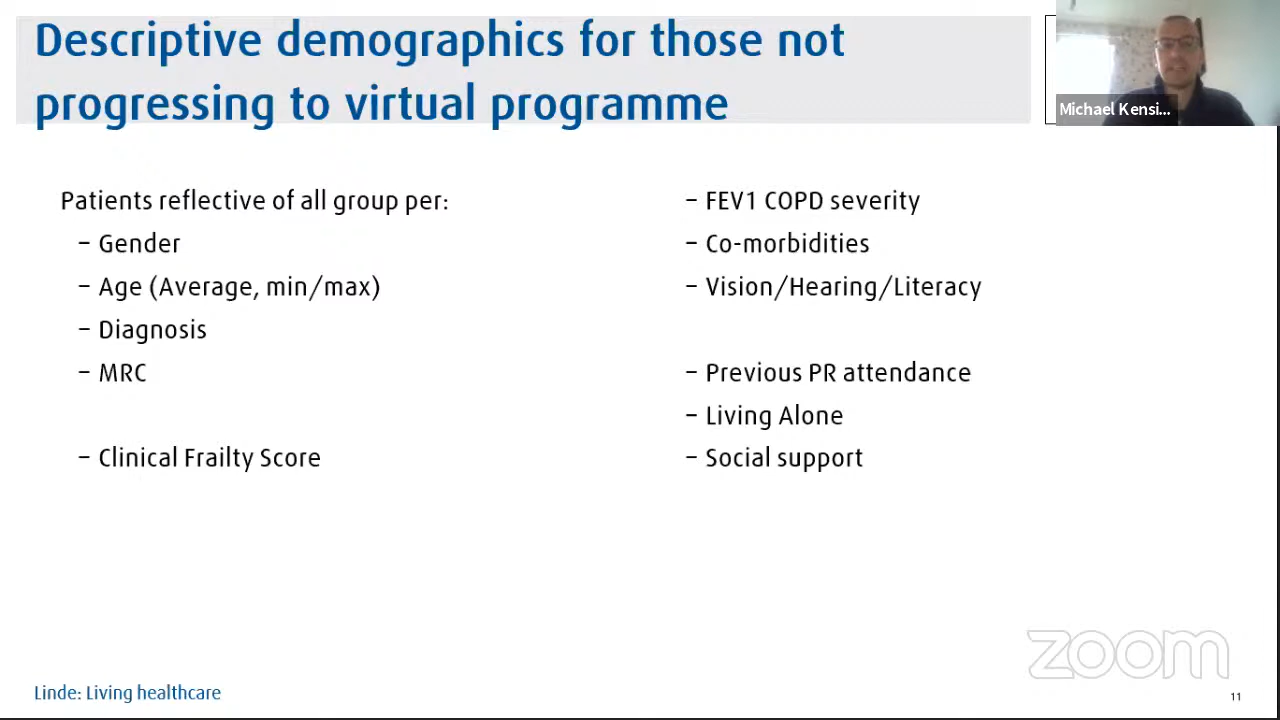 Descriptive demographics for those not
progressing to virtual programme
Michael Kensi...
Patients reflective of all group per:
– Gender
– Age (Average, min/max)
– Diagnosis
– MRC
– Clinical Frailty Score
– FEV1 COPD severity
– Co-morbidities
– Vision/Hearing/Literacy
– Previous PR attendance
– Living Alone
– Social support
zoom
Linde: Living healthcare
11